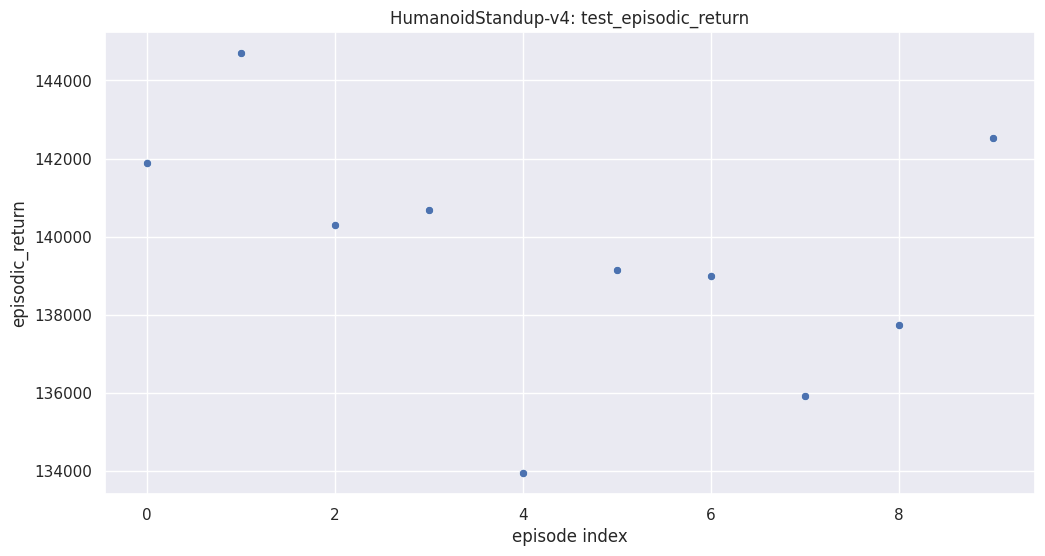 HumanoidStandup-v4: test_episodic_return
144000
142000
140000
138000
136000
134000
episodic_return
0 2 4 6 8
episode index